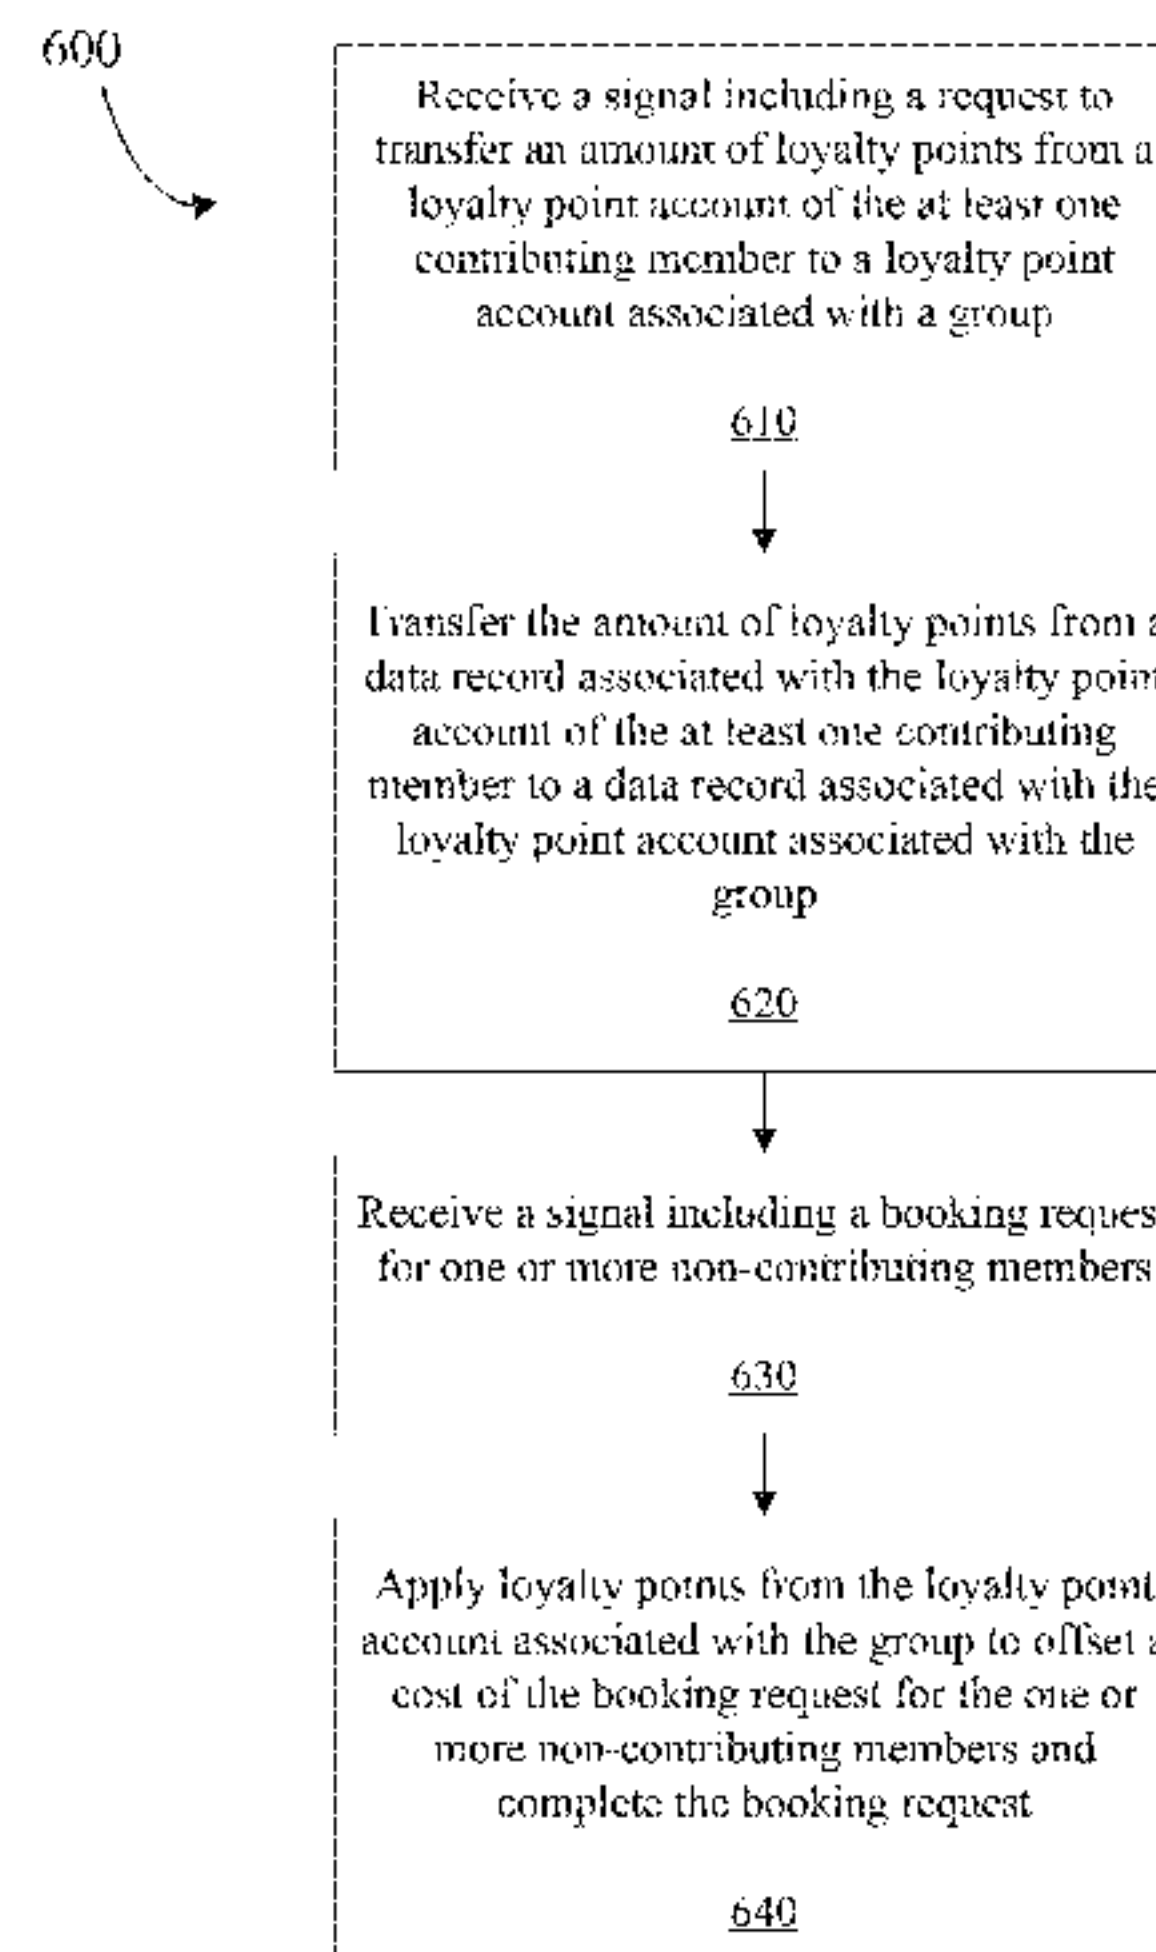 600
Receive a signal including a request to
transfer an amount of loyalty points from a
loyalty point account of the at least one
contributing member to a loyalty point
account associated with a group
610
Transfer the amount of loyalty points from a
data record associated with the loyalty point
account of the at least one contributing
member to a data record associated with the
loyalty point account associated with the
group
620
Receive a signal including a booking reques
for one or more non-contributing members
630
Apply loyalty points from the loyalty point
account associated with the group to offset a
cost of the booking request for the one or
more non-contributing members and
complete the booking request
640